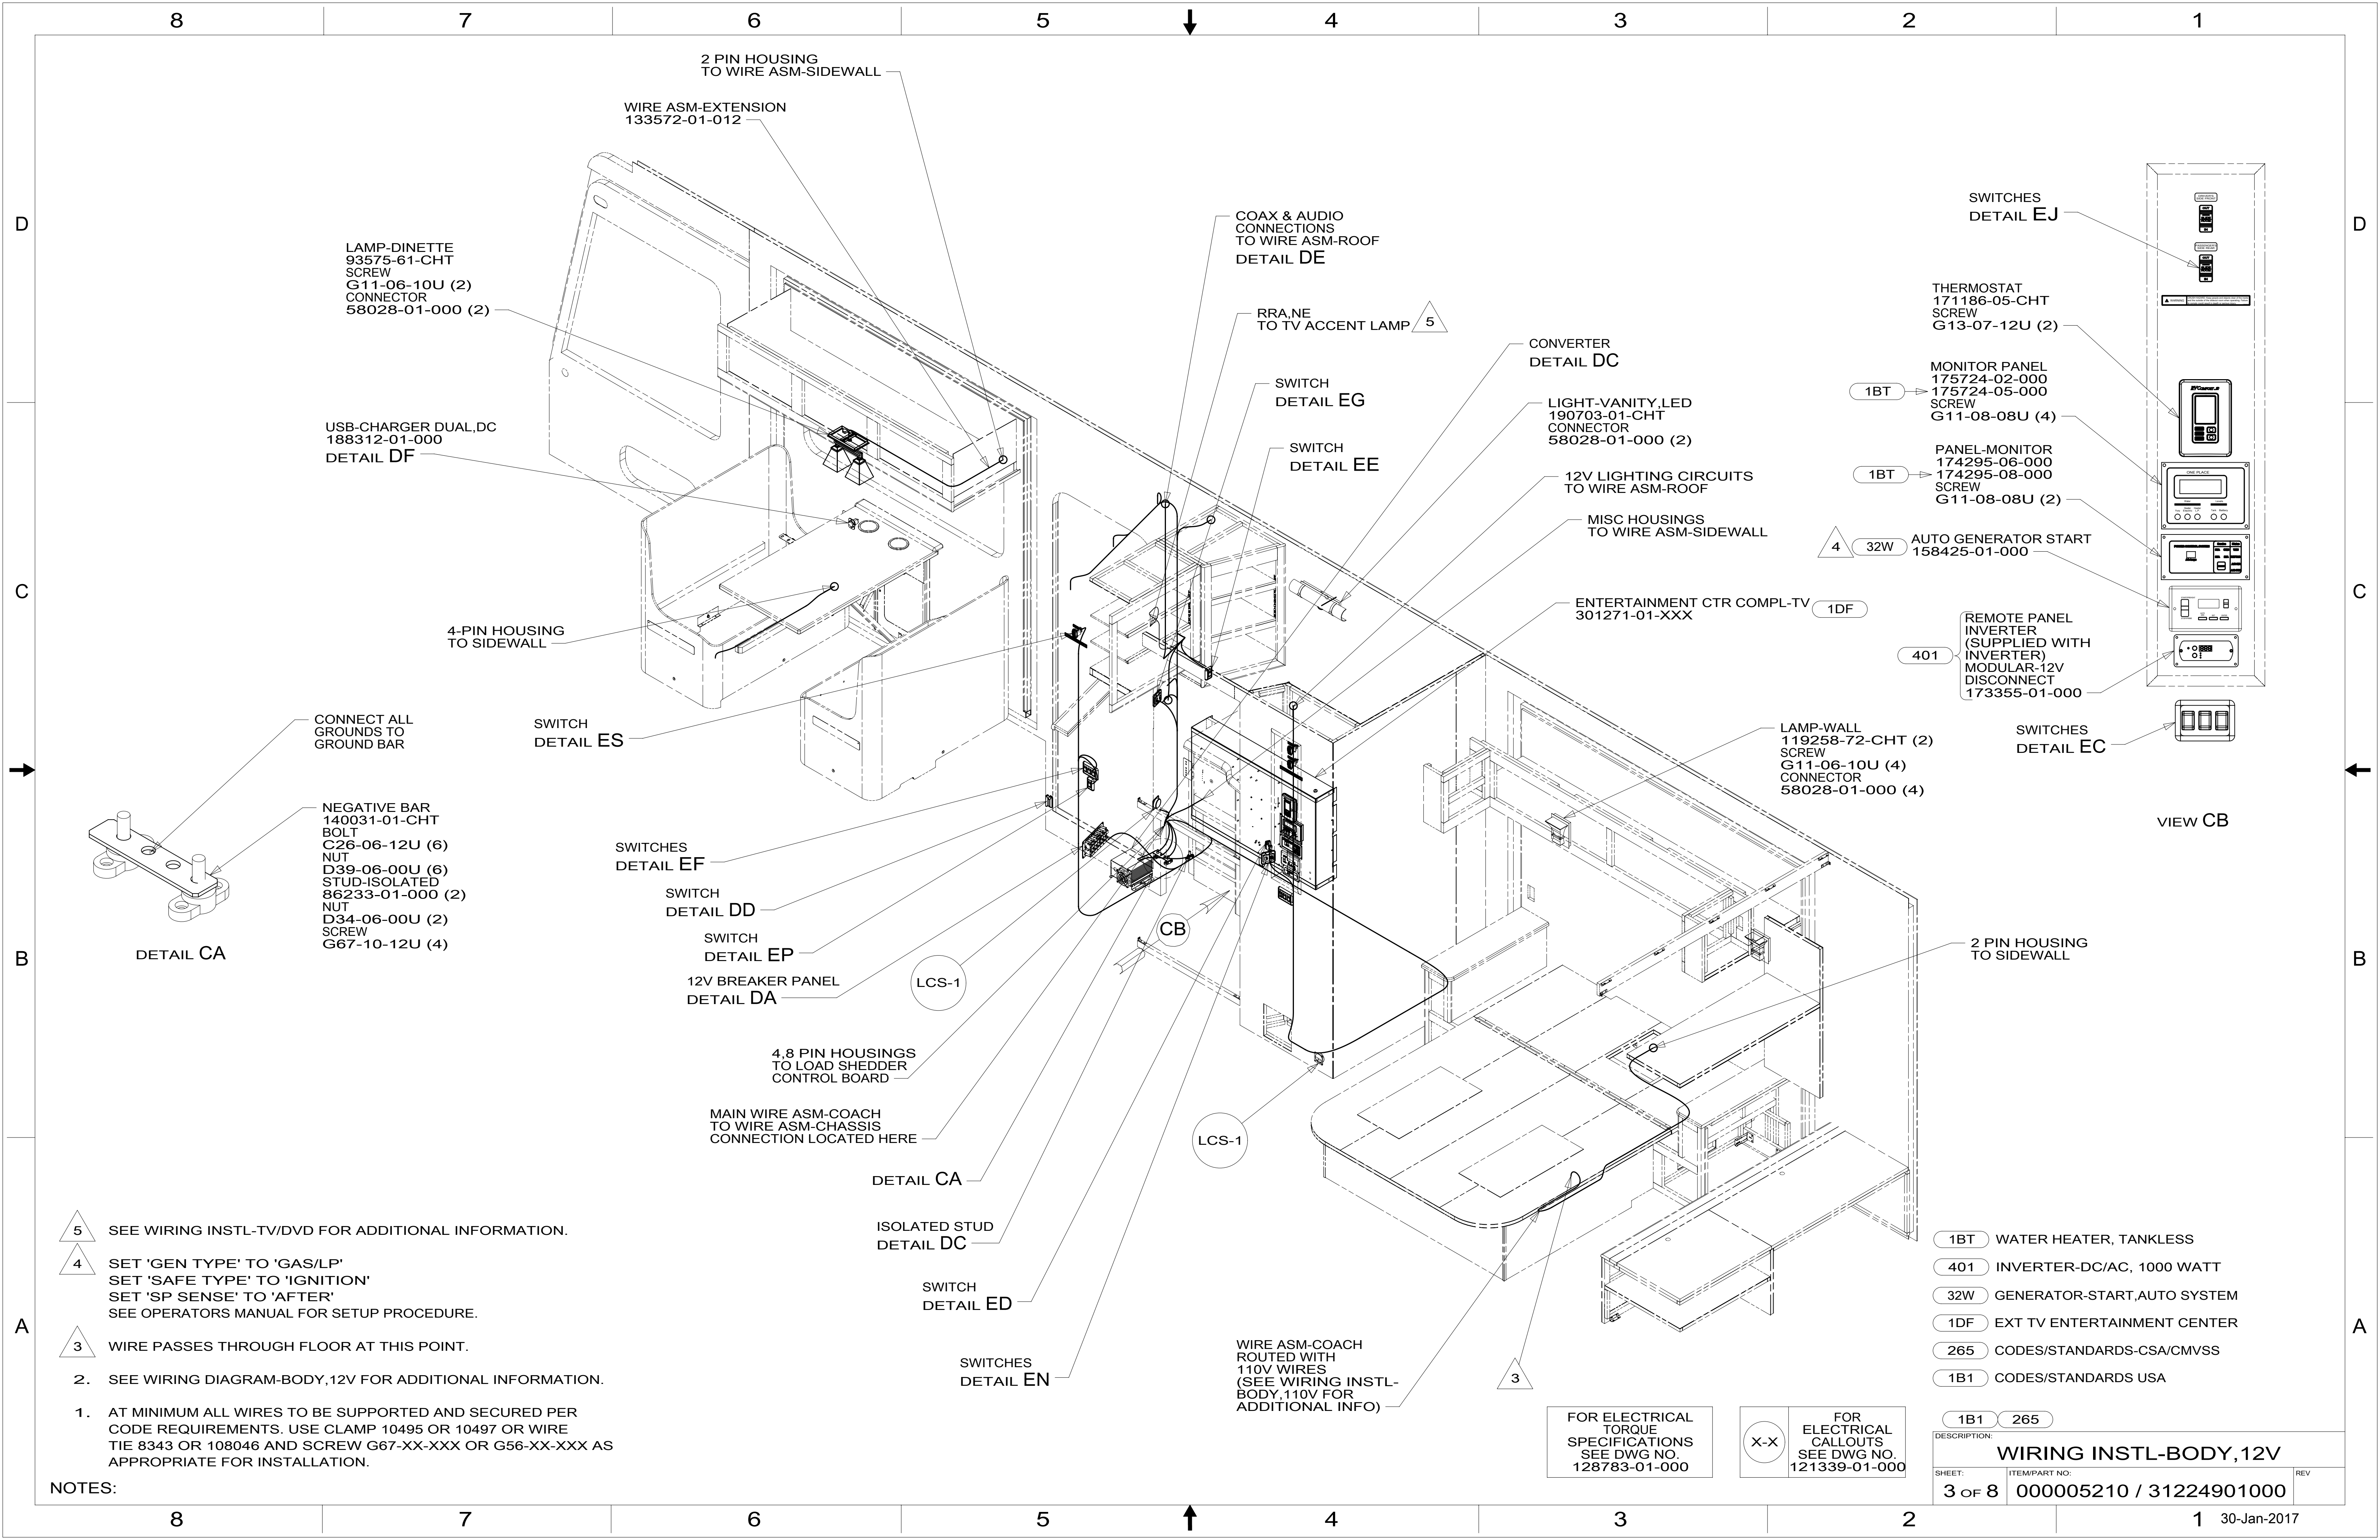 8 7 6 5 4 3 2 1
D
C
B
A
2 PIN HOUSING
TO WIRE ASM-SIDEWALL
WIRE ASM-EXTENSION
133572-01-012
LAMP-DINETTE
93575-61-CHT
SCREW
G11-06-10U (2)
CONNECTOR
58028-01-000 (2)
USB-CHARGER DUAL,DC
188312-01-000
DETAIL DF
4-PIN HOUSING
TO SIDEWALL
SWITCH
DETAIL ES
CONNECT ALL
GROUNDS TO
GROUND BAR
NEGATIVE BAR
140031-01-CHT
BOLT
C26-06-12U (6)
NUT
D39-06-00U (6)
STUD-ISOLATED
86233-01-000 (2)
NUT
D34-06-00U (2)
SCREW
G67-10-12U (4)
DETAIL CA
SWITCHES
DETAIL EF
SWITCH
DETAIL DD
SWITCH
DETAIL EP
12V BREAKER PANEL
DETAIL DA
LCS-1
4,8 PIN HOUSINGS
TO LOAD SHEDDER
CONTROL BOARD
MAIN WIRE ASM-COACH
TO WIRE ASM-CHASSIS
CONNECTION LOCATED HERE
DETAIL CA
ISOLATED STUD
DETAIL DC
SWITCH
DETAIL ED
SWITCHES
DETAIL EN
COAX & AUDIO
CONNECTIONS
TO WIRE ASM-ROOF
DETAIL DE
RRA,NE
TO TV ACCENT LAMP 5
SWITCH
DETAIL EG
SWITCH
DETAIL EE
CONVERTER
DETAIL DC
LIGHT-VANITY,LED
190703-01-CHT
CONNECTOR
58028-01-000 (2)
12V LIGHTING CIRCUITS
TO WIRE ASM-ROOF
MISC HOUSINGS
TO WIRE ASM-SIDEWALL
ENTERTAINMENT CTR COMPL-TV 1DF
301271-01-XXX
LAMP-WALL
119258-72-CHT (2)
SCREW
G11-06-10U (4)
CONNECTOR
58028-01-000 (4)
CB
LCS-1
2 PIN HOUSING
TO SIDEWALL
WIRE ASM-COACH
ROUTED WITH
110V WIRES
(SEE WIRING INSTL-
BODY,110V FOR
ADDITIONAL INFO)
3
SWITCHES
DETAIL EJ
THERMOSTAT
171186-05-CHT
SCREW
G13-07-12U (2)
MONITOR PANEL
175724-02-000
1BT 175724-05-000
SCREW
G11-08-08U (4)
PANEL-MONITOR
174295-06-000
1BT 174295-08-000
SCREW
G11-08-08U (2)
4 32W AUTO GENERATOR START
158425-01-000
401 REMOTE PANEL
INVERTER
(SUPPLIED WITH
INVERTER)
MODULAR-12V
DISCONNECT
173355-01-000
SWITCHES
DETAIL EC
ONE PLACE
VIEW CB
5 SEE WIRING INSTL-TV/DVD FOR ADDITIONAL INFORMATION.
4 SET 'GEN TYPE' TO 'GAS/LP'
SET 'SAFE TYPE' TO 'IGNITION'
SET 'SP SENSE' TO 'AFTER'
SEE OPERATORS MANUAL FOR SETUP PROCEDURE.
3 WIRE PASSES THROUGH FLOOR AT THIS POINT.
2. SEE WIRING DIAGRAM-BODY,12V FOR ADDITIONAL INFORMATION.
1. AT MINIMUM ALL WIRES TO BE SUPPORTED AND SECURED PER
CODE REQUIREMENTS. USE CLAMP 10495 OR 10497 OR WIRE
TIE 8343 OR 108046 AND SCREW G67-XX-XXX OR G56-XX-XXX AS
APPROPRIATE FOR INSTALLATION.
NOTES:
FOR ELECTRICAL
TORQUE
SPECIFICATIONS
SEE DWG NO.
128783-01-000
X-X
FOR
ELECTRICAL
CALLOUTS
SEE DWG NO.
121339-01-000
1BT WATER HEATER, TANKLESS
401 INVERTER-DC/AC, 1000 WATT
32W GENERATOR-START,AUTO SYSTEM
1DF EXT TV ENTERTAINMENT CENTER
265 CODES/STANDARDS-CSA/CMVSS
1B1 CODES/STANDARDS USA
1B1 265
DESCRIPTION:
WIRING INSTL-BODY,12V
SHEET: ITEM/PART NO: REV
3 OF 8 000005210 / 31224901000
D
C
B
A
8 7 6 5 4 3 2 1
30-Jan-2017